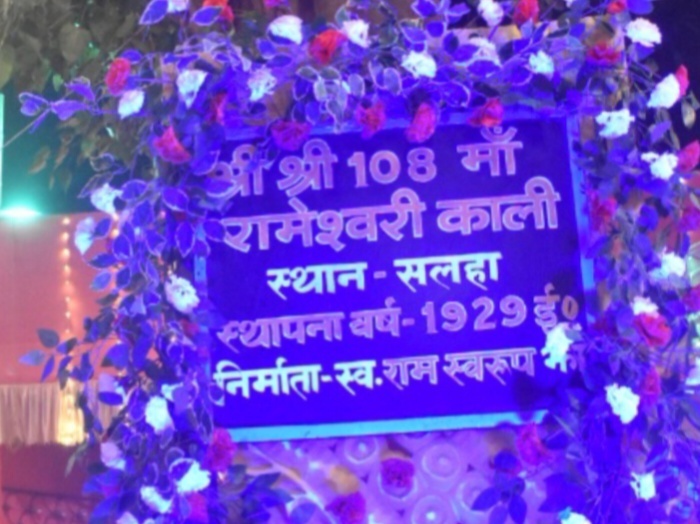 श्री श्री 108 माँ
रामेश्वरी काली
स्थान - सलहा
स्थापना वर्ष - 1929 ई०
निर्माता - स्व. राम स्वरुप